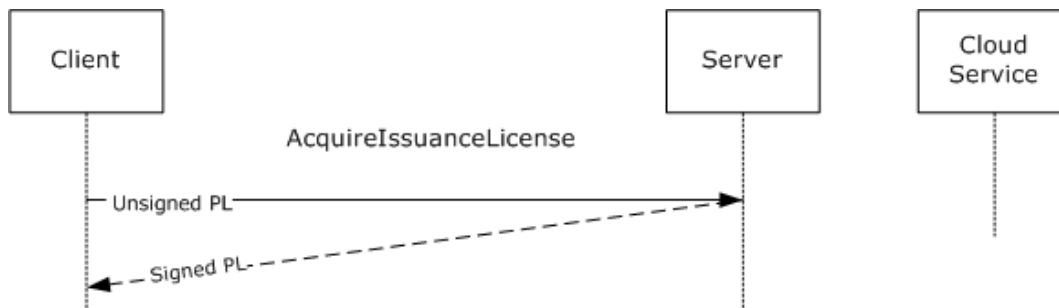 Client
Server
Cloud
Service
AcquireIssuanceLicense
Unsigned PL
Signed PL